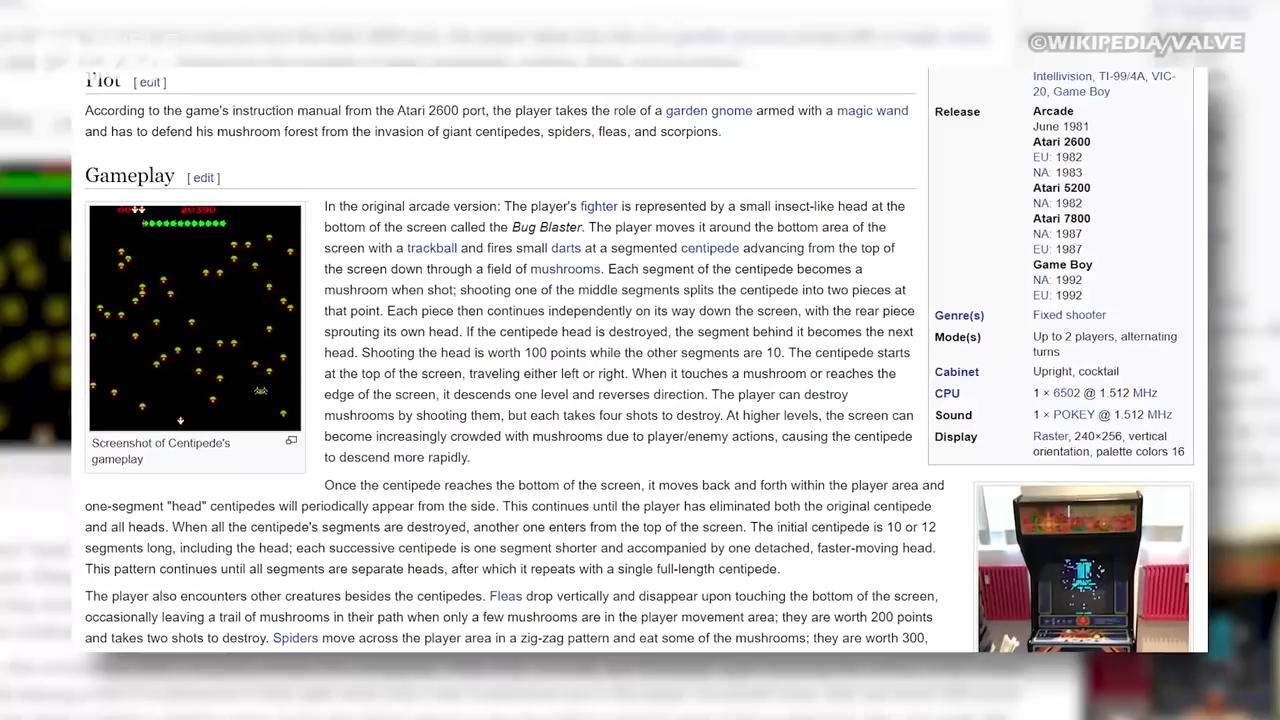 ©WIKIPEDIA/VALVE
Plot [ edit ]
According to the game's instruction manual from the Atari 2600 port, the player takes the role of a garden gnome armed with a magic wand
and has to defend his mushroom forest from the invasion of giant centipedes, spiders, fleas, and scorpions.
Gameplay [ edit ]
20390
Screenshot of Centipede's
gameplay
In the original arcade version: The player's fighter is represented by a small insect-like head at the
bottom of the screen called the Bug Blaster. The player moves it around the bottom area of the
screen with a trackball and fires small darts at a segmented centipede advancing from the top of
the screen down through a field of mushrooms. Each segment of the centipede becomes a
mushroom when shot; shooting one of the middle segments splits the centipede into two pieces at
that point. Each piece then continues independently on its way down the screen, with the rear piece
sprouting its own head. If the centipede head is destroyed, the segment behind it becomes the next
head. Shooting the head is worth 100 points while the other segments are 10. The centipede starts
at the top of the screen, traveling either left or right. When it touches a mushroom or reaches the
edge of the screen, it descends one level and reverses direction. The player can destroy
mushrooms by shooting them, but each takes four shots to destroy. At higher levels, the screen can
become increasingly crowded with mushrooms due to player/enemy actions, causing the centipede
to descend more rapidly.
Once the centipede reaches the bottom of the screen, it moves back and forth within the player area and
one-segment "head" centipedes will periodically appear from the side. This continues until the player has eliminated both the original centipede
and all heads. When all the centipede's segments are destroyed, another one enters from the top of the screen. The initial centipede is 10 or 12
segments long, including the head; each successive centipede is one segment shorter and accompanied by one detached, faster-moving head.
This pattern continues until all segments are separate heads, after which it repeats with a single full-length centipede.
The player also encounters other creatures besides the centipedes. Fleas drop vertically and disappear upon touching the bottom of the screen,
occasionally leaving a trail of mushrooms in their path when only a few mushrooms are in the player movement area; they are worth 200 points
and takes two shots to destroy. Spiders move across the player area in a zig-zag pattern and eat some of the mushrooms; they are worth 300,
Intellivision, TI-99/4A, VIC-
20, Game Boy
Release Arcade
June 1981
Atari 2600
EU: 1982
NA: 1983
Atari 5200
NA: 1982
Atari 7800
NA: 1987
EU: 1987
Game Boy
NA: 1992
EU: 1992
Genre(s) Fixed shooter
Mode(s) Up to 2 players, alternating
turns
Cabinet Upright, cocktail
CPU 1 × 6502 @ 1.512 MHz
Sound 1 × POKEY @ 1.512 MHz
Display Raster, 240×256, vertical
orientation, palette colors 16